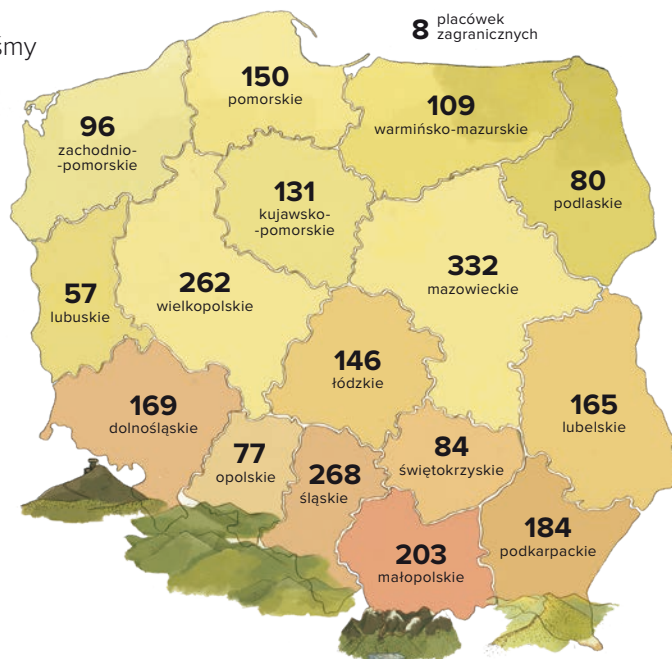 śmy
8 placówek
zagranicznych
150
pomorskie
109
warmińsko-mazurskie
96
zachodnio-
-pomorskie
131
kujawsko-
-pomorskie
80
podlaskie
57
lubuskie
262
wielkopolskie
332
mazowieckie
146
łódzkie
169
dolnośląskie
165
lubelskie
77
opolskie
268
śląskie
84
świętokrzyskie
184
podkarpackie
203
małopolskie